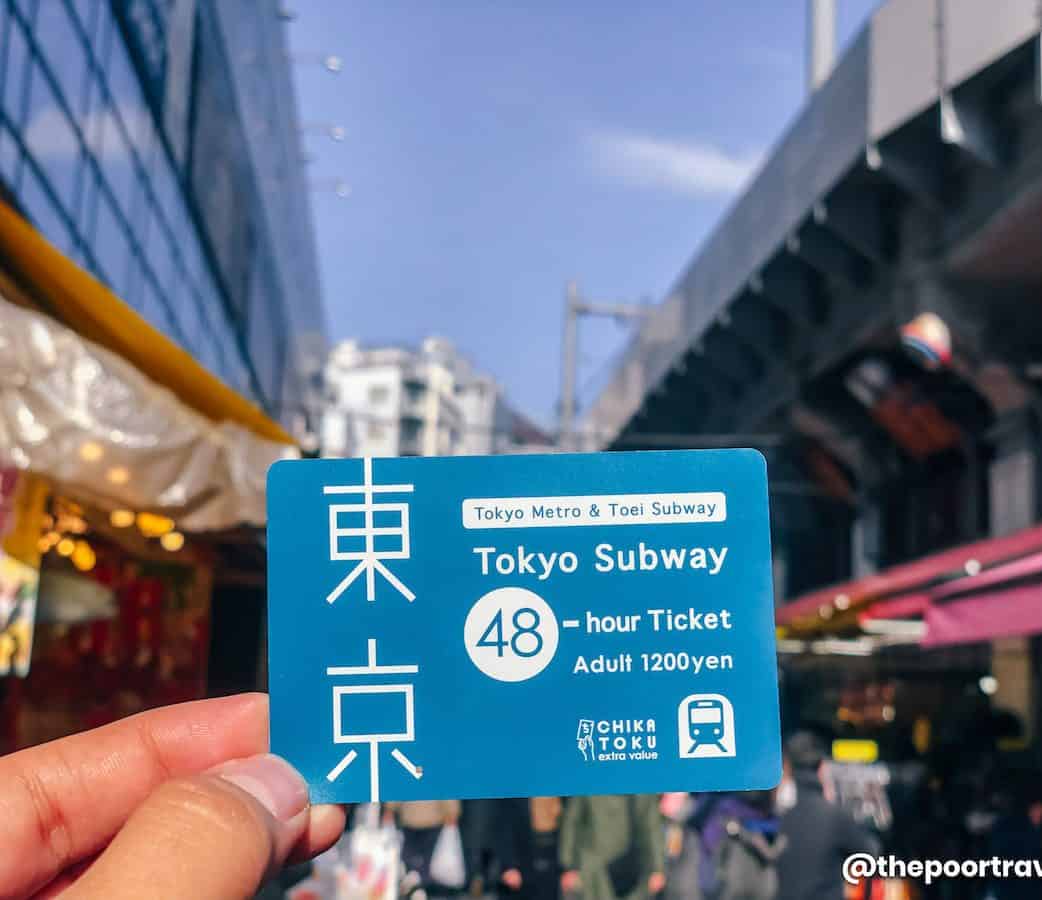 東京
Tokyo Metro & Toei Subway
Tokyo Subway
48-hour Ticket
Adult 1200yen
CHIKA
TOKU
extra value
@thepoortrav